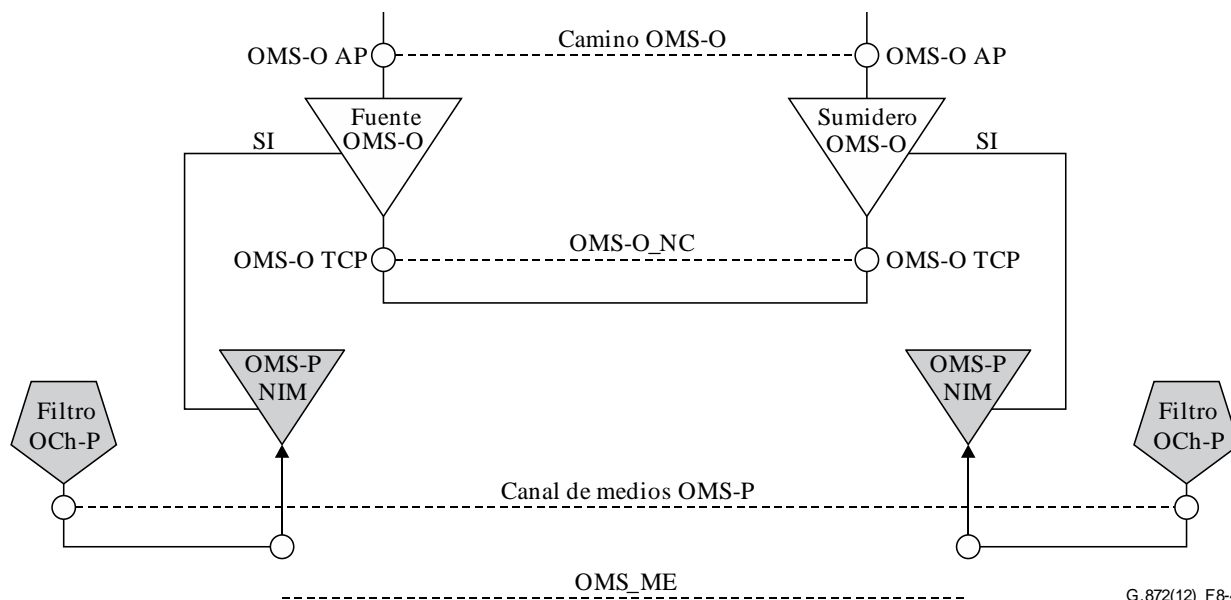 Camino OMS-O
OMS-O AP
OMS-O AP
Fuente
OMS-O
Sumidero
OMS-O
SI
SI
OMS-O_NC
OMS-O TCP
OMS-O TCP
OMS-P
NIM
OMS-P
NIM
Filtro
OCh-P
Filtro
OCh-P
Canal de medios OMS-P
OMS_ME